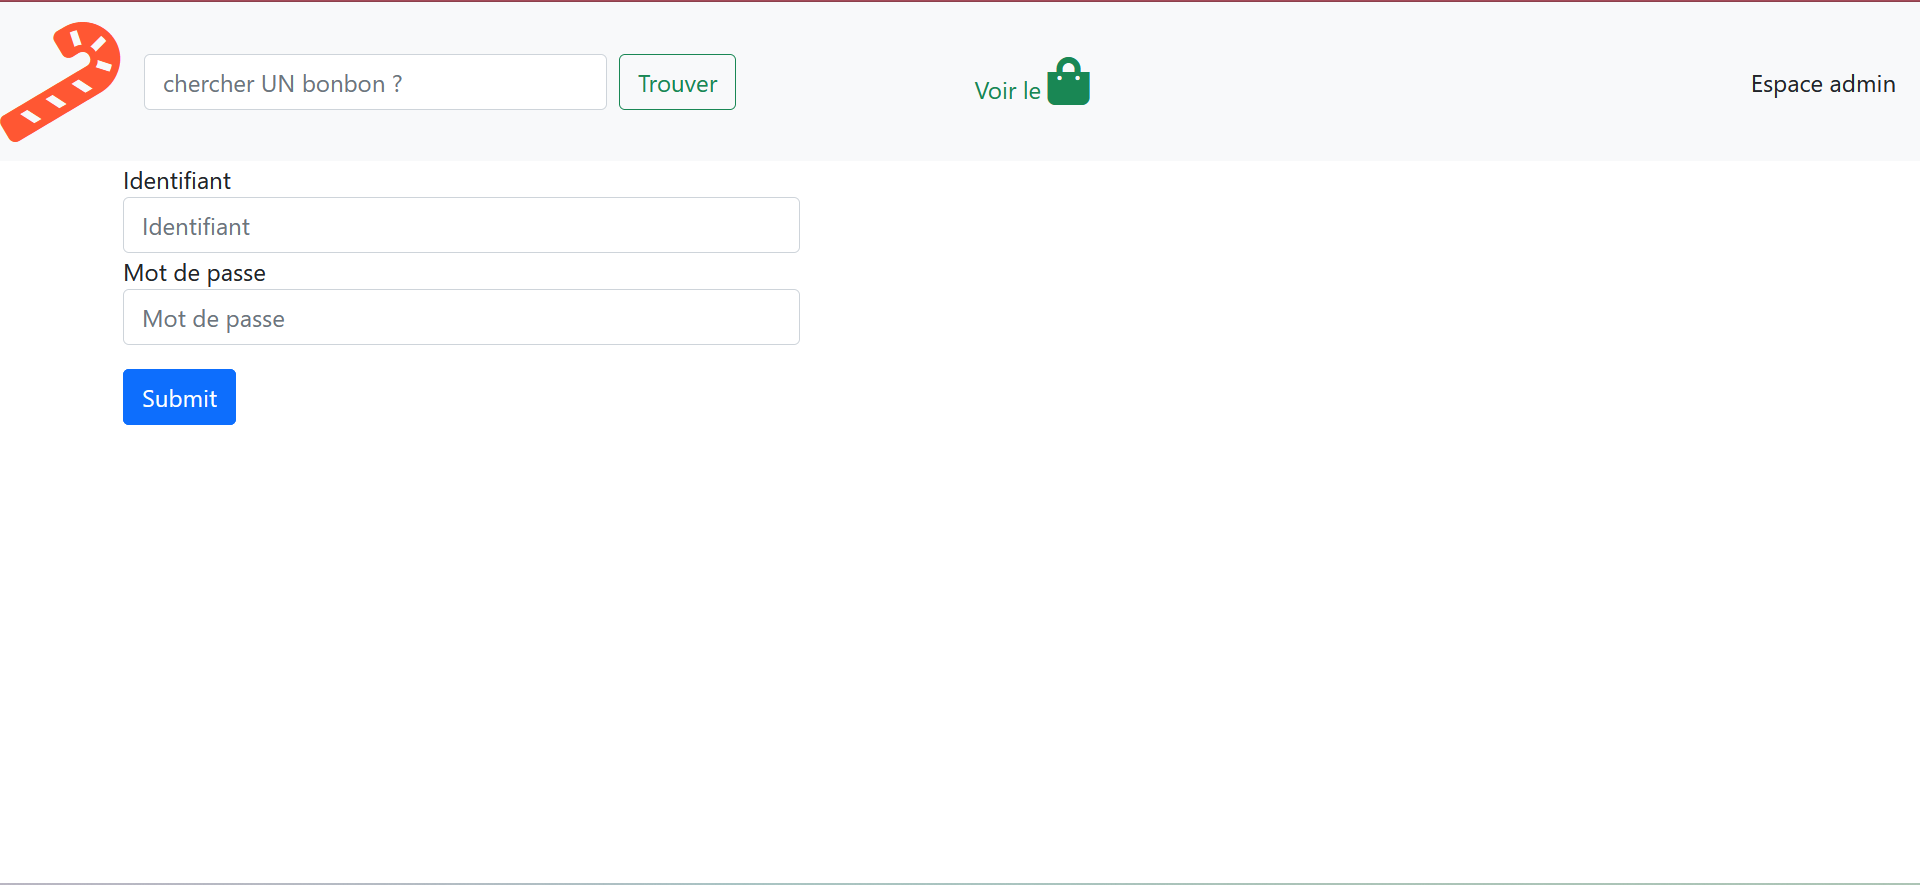 chercher UN bonbon ?
Trouver
Voir le
Espace admin
Identifiant
Identifiant
Mot de passe
Mot de passe
Submit